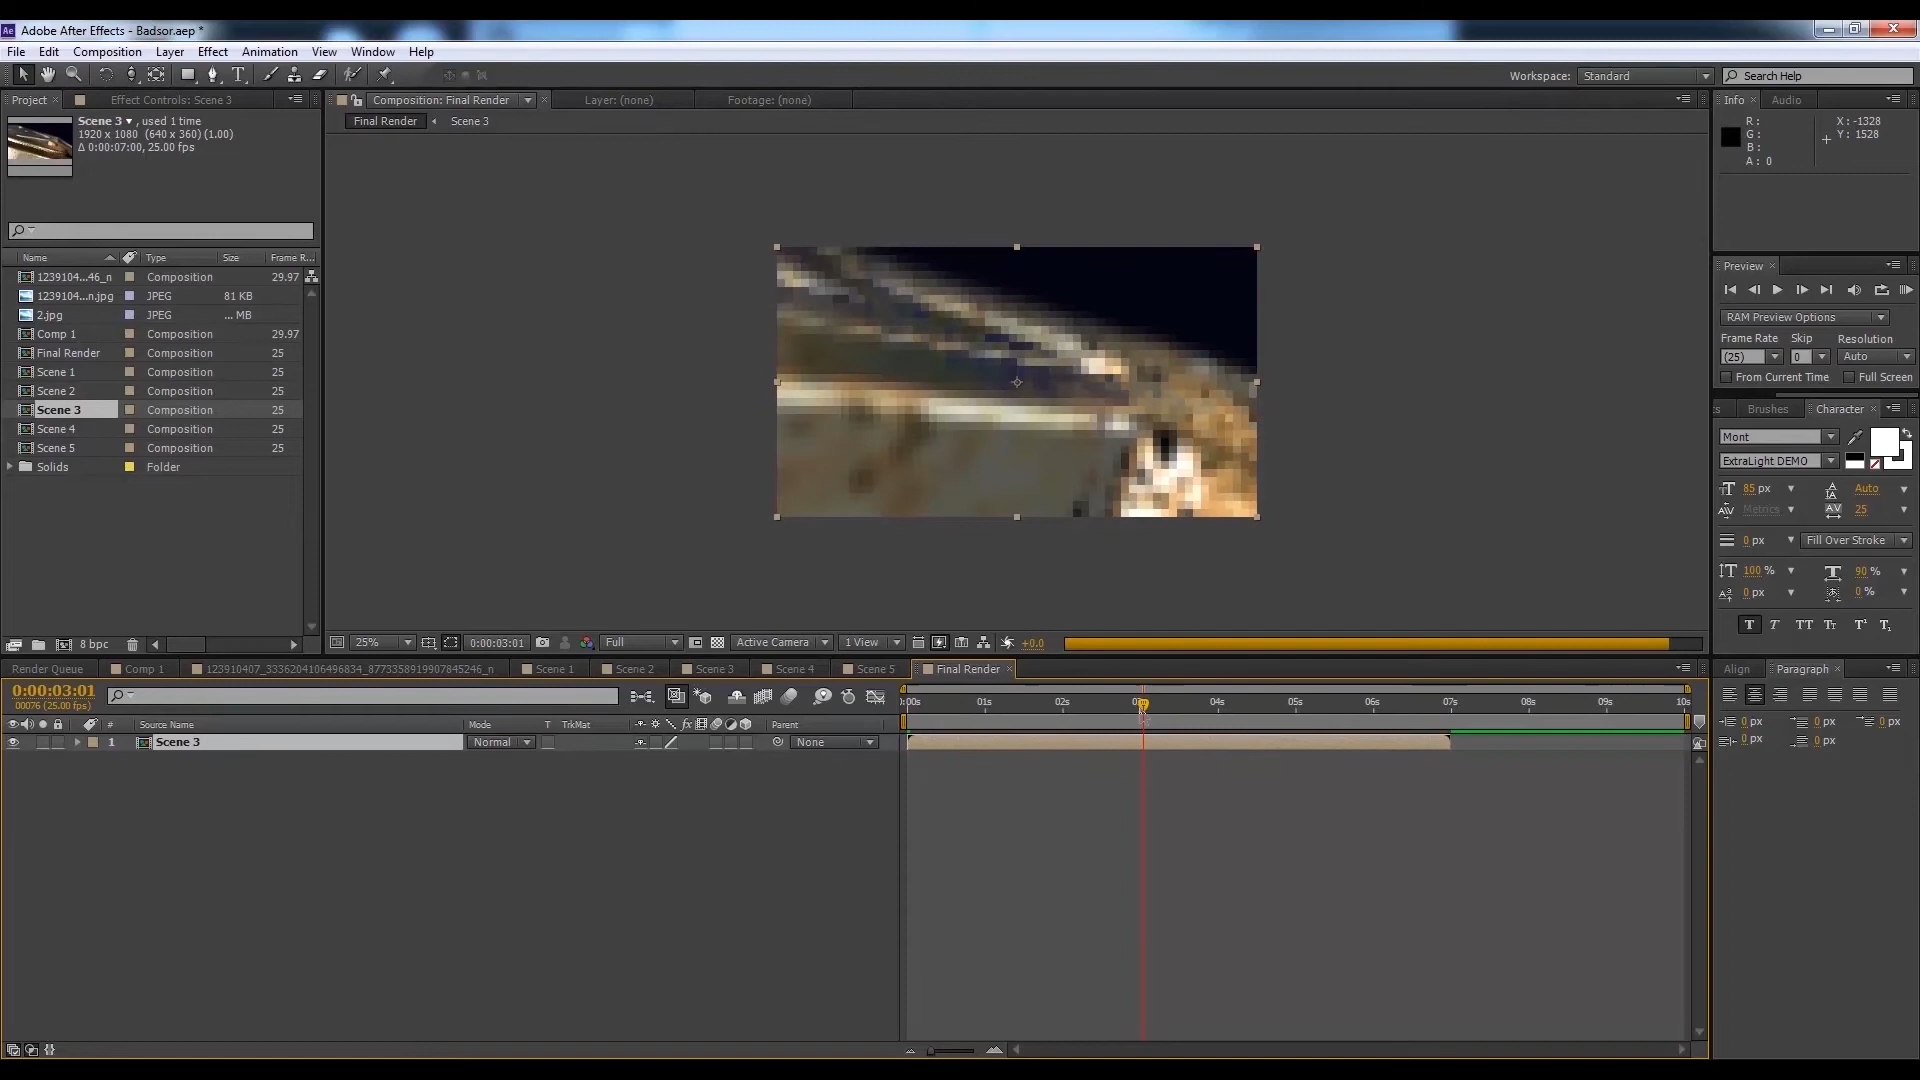 Adobe After Effects - Badsor.aep *
File Edit Composition Layer Effect Animation View Window Help
Workspace: Standard Search Help
Project Effect Controls: Scene 3
Composition: Final Render Layer: (none) Footage: (none)
Info Audio
Final Render Scene 3
Scene 3 , used 1 time
1920 x 1080 (640 x 360) (1.00)
Δ 0:00:07:00, 25.00 fps
R :
G :
B :
A : 0
X : -1328
Y : 1528
Name Type Size Frame R...
1239104...46_n Composition 29.97
1239104...n.jpg JPEG 81 KB
2.jpg JPEG ... MB
Comp 1 Composition 29.97
Final Render Composition 25
Scene 1 Composition 25
Scene 2 Composition 25
Scene 3 Composition 25
Scene 4 Composition 25
Scene 5 Composition 25
Solids Folder
8 bpc
Preview
RAM Preview Options
Frame Rate Skip Resolution
(25) 0 Auto
From Current Time Full Screen
Brushes Character
Mont
ExtraLight DEMO
85 px Auto
Metrics 25
0 px Fill Over Stroke
100 % 90 %
0 px 0 %
T T TT Tt T¹ T₁
25% 0:00:03:01 Full Active Camera 1 View +0.0
Render Queue Comp 1 123910407_3336204106496834_8773358919907845246_n Scene 1 Scene 2 Scene 3 Scene 4 Scene 5 Final Render
Align Paragraph
0:00:03:01
00076 (25.00 fps)
01s 02s 04s 05s 06s 07s 08s 09s 10s
# Source Name Mode T TrkMat Parent
1 Scene 3 Normal None
0 px 0 px 0 px
0 px 0 px